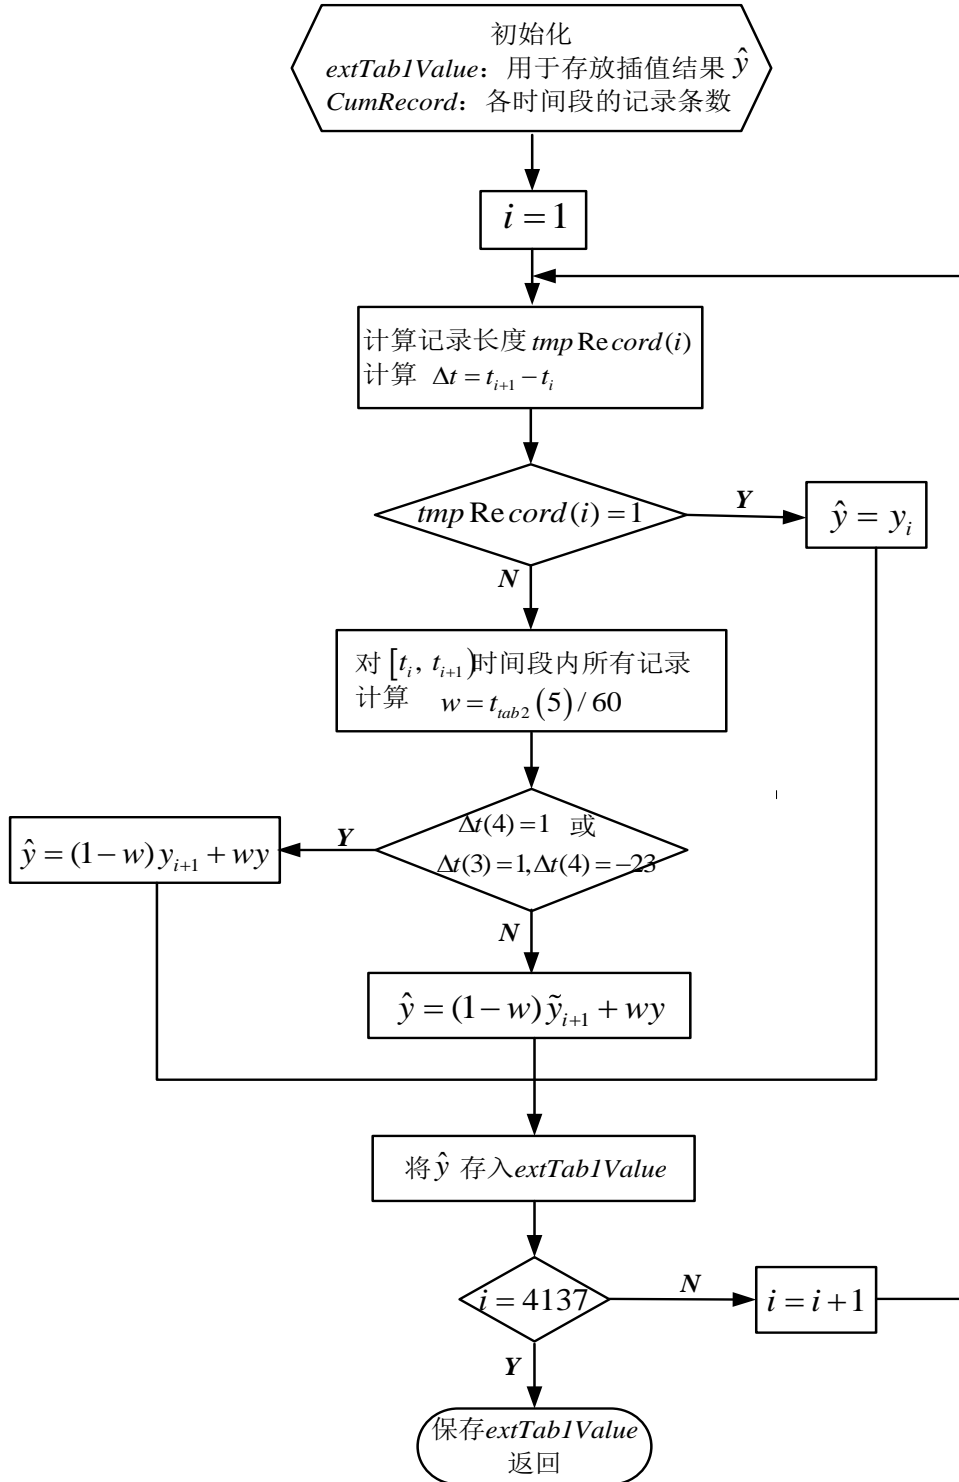 初始化
extTab1Value：用于存放插值结果 ŷ
CumRecord：各时间段的记录条数
i = 1
计算记录长度 tmp Record(i)
计算 Δt = t_{i+1} − t_i
tmp Record(i) = 1
Y
ŷ = y_i
N
对 [t_i, t_{i+1}) 时间段内所有记录
计算 w = t_{tab2}(5) / 60
Δt(4) = 1 或
Δt(3) = 1, Δt(4) = −23
Y
ŷ = (1 − w) y_{i+1} + wy
N
ŷ = (1 − w) ỹ_{i+1} + wy
将 ŷ 存入extTab1Value
i = 4137
N
i = i + 1
Y
保存extTab1Value
返回